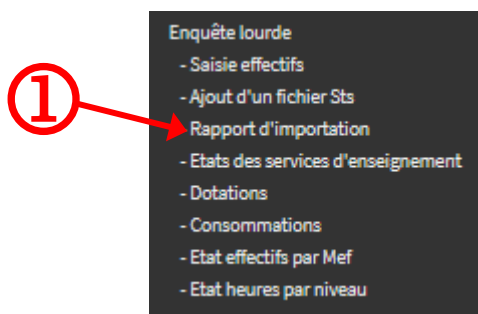 Enquête lourde
- Saisie effectifs
- Ajout d'un fichier Sts
① Rapport d'importation
- Etats des services d'enseignement
- Dotations
- Consommations
- Etat effectifs par Mef
- Etat heures par niveau